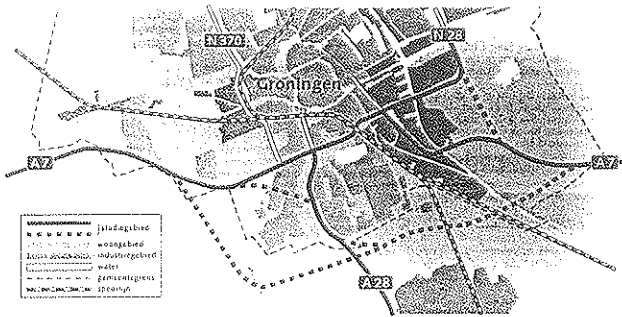 N370
N28
Groningen
A7
A7
A28
woongebied
industriegebied
water
gemeentegrens
spoorlijn